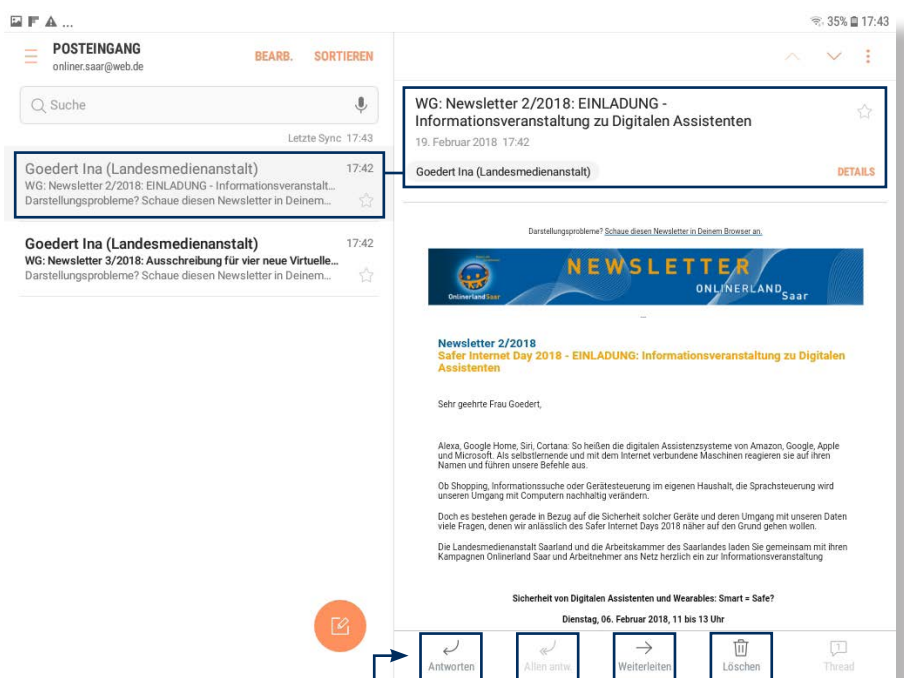 ... 35% 17:43
POSTEINGANG
onliner.saar@web.de
BEARB. SORTIEREN
Suche
Letzte Sync 17:43
Goedert Ina (Landesmedienanstalt) 17:42
WG: Newsletter 2/2018: EINLADUNG - Informationsveranstalt...
Darstellungsprobleme? Schaue diesen Newsletter in Deinem...
Goedert Ina (Landesmedienanstalt) 17:42
WG: Newsletter 3/2018: Ausschreibung für vier neue Virtuelle...
Darstellungsprobleme? Schaue diesen Newsletter in Deinem...
WG: Newsletter 2/2018: EINLADUNG -
Informationsveranstaltung zu Digitalen Assistenten
19. Februar 2018 17:42
Goedert Ina (Landesmedienanstalt) DETAILS
Darstellungsprobleme? Schaue diesen Newsletter in Deinem Browser an.
NEWSLETTER
ONLINERLAND Saar
Onlinerland Saar
Newsletter 2/2018
Safer Internet Day 2018 - EINLADUNG: Informationsveranstaltung zu Digitalen
Assistenten
Sehr geehrte Frau Goedert,
Alexa, Google Home, Siri, Cortana: So heißen die digitalen Assistenzsysteme von Amazon, Google, Apple
und Microsoft. Als selbstlernende und mit dem Internet verbundene Maschinen reagieren sie auf ihren
Namen und führen unsere Befehle aus.
Ob Shopping, Informationssuche oder Gerätesteuerung im eigenen Haushalt, die Sprachsteuerung wird
unseren Umgang mit Computern nachhaltig verändern.
Doch es bestehen gerade in Bezug auf die Sicherheit solcher Geräte und deren Umgang mit unseren Daten
viele Fragen, denen wir anlässlich des Safer Internet Days 2018 näher auf den Grund gehen wollen.
Die Landesmedienanstalt Saarland und die Arbeitskammer des Saarlandes laden Sie gemeinsam mit ihren
Kampagnen Onlinerland Saar und Arbeitnehmer ans Netz herzlich ein zur Informationsveranstaltung
Sicherheit von Digitalen Assistenten und Wearables: Smart = Safe?
Dienstag, 06. Februar 2018, 11 bis 13 Uhr
Antworten Allen antw. Weiterleiten Löschen Thread